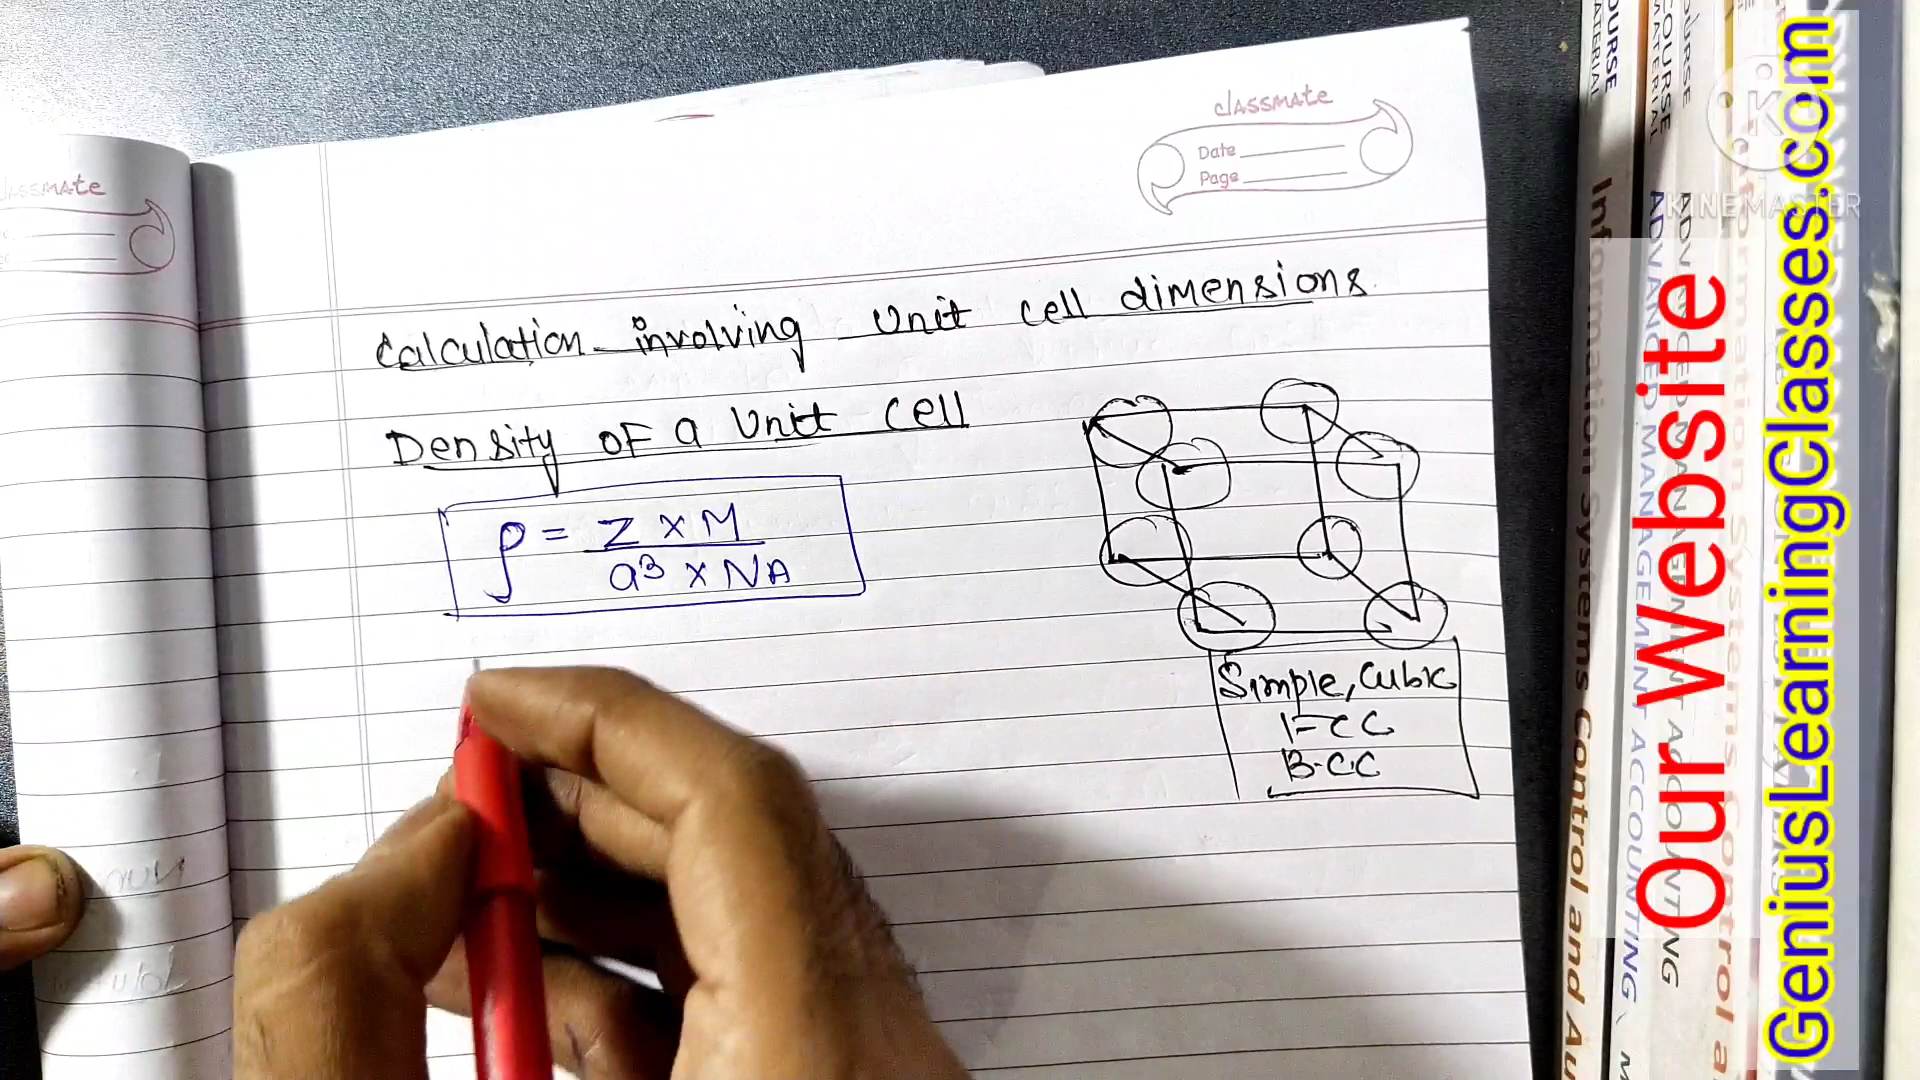 classmate
Date
Page
Calculation involving Unit cell dimensions.
Density of a Unit cell
ρ = Z × M
a³ × NA
Simple, Cubic
FCC
B.C.C
Our Website
GeniusLearningClasses.com
KINEMASTER
Information Systems Control and Au
ADVANCED MANAGEMENT ACCOUNTING
COURSE
MATERIAL